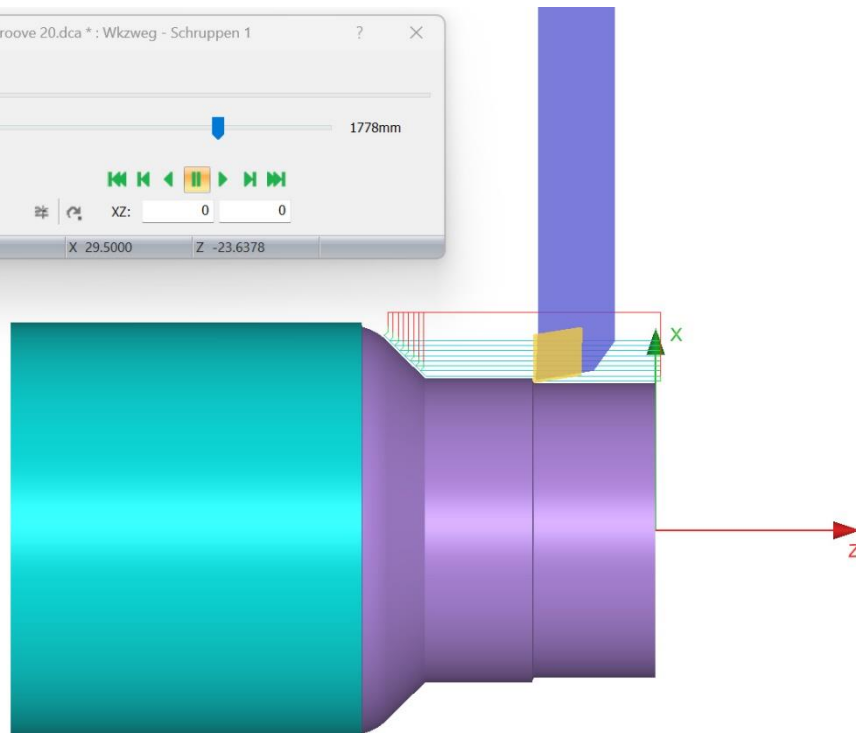 roove 20.dca * : Wkzweg - Schruppen 1 ?
1778mm
XZ: 0 0
X 29.5000 Z -23.6378
X
Z